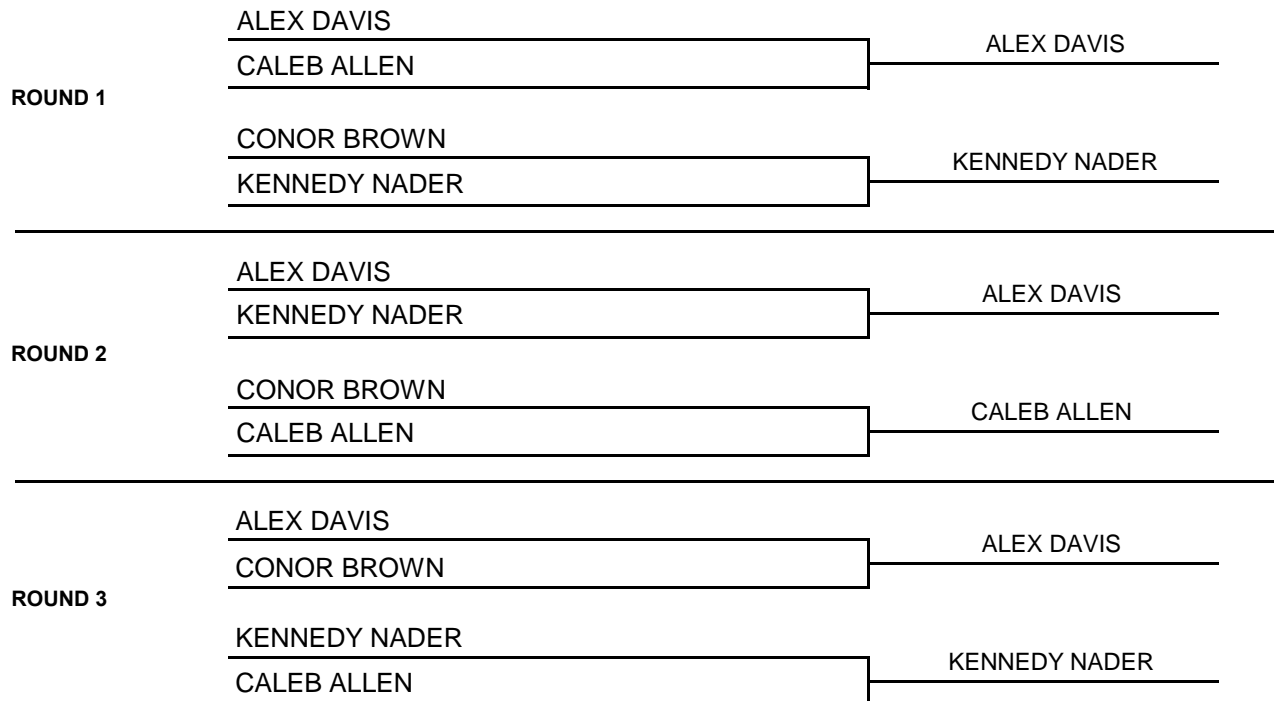 ALEX DAVIS
ALEX DAVIS
CALEB ALLEN
ROUND 1
CONOR BROWN
KENNEDY NADER
KENNEDY NADER
ALEX DAVIS
ALEX DAVIS
KENNEDY NADER
ROUND 2
CONOR BROWN
CALEB ALLEN
CALEB ALLEN
ALEX DAVIS
ALEX DAVIS
CONOR BROWN
ROUND 3
KENNEDY NADER
KENNEDY NADER
CALEB ALLEN